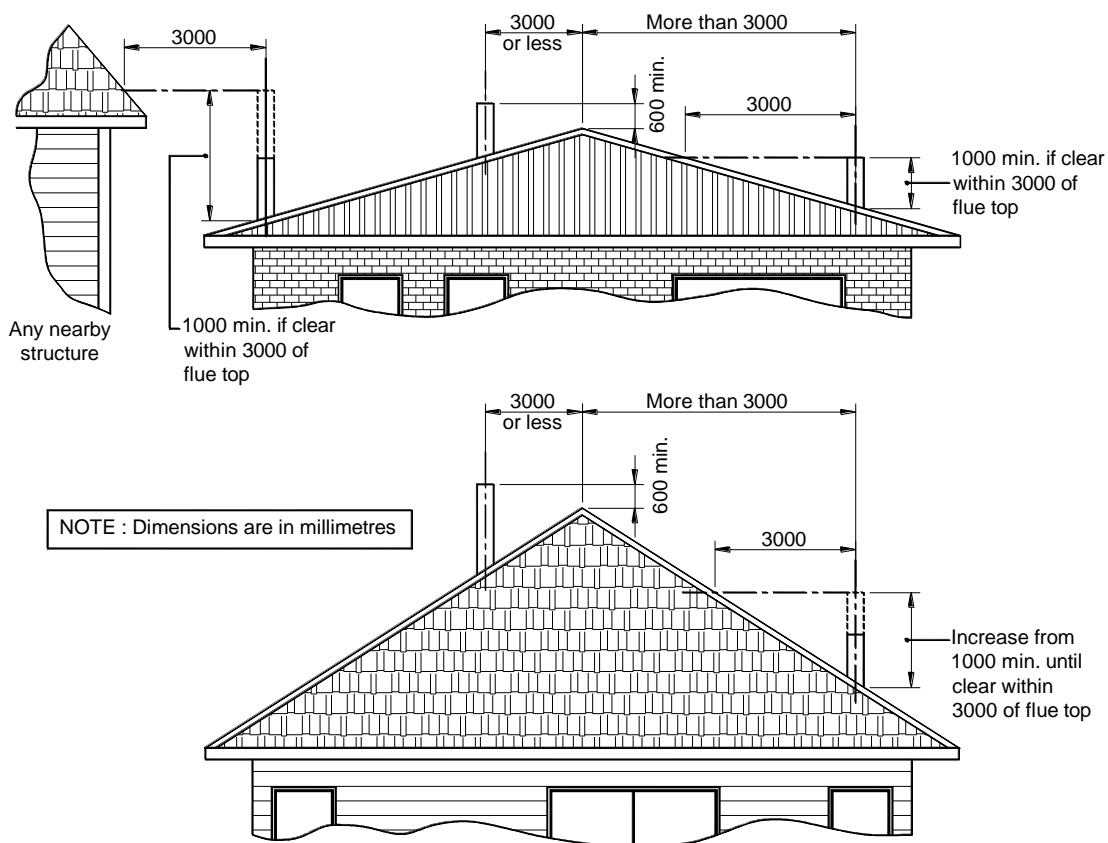 3000
3000
or less
More than 3000
600 min.
3000
1000 min. if clear
within 3000 of
flue top
Any nearby
structure
1000 min. if clear
within 3000 of
flue top
3000
or less
More than 3000
600 min.
NOTE : Dimensions are in millimetres
3000
Increase from
1000 min. until
clear within
3000 of flue top